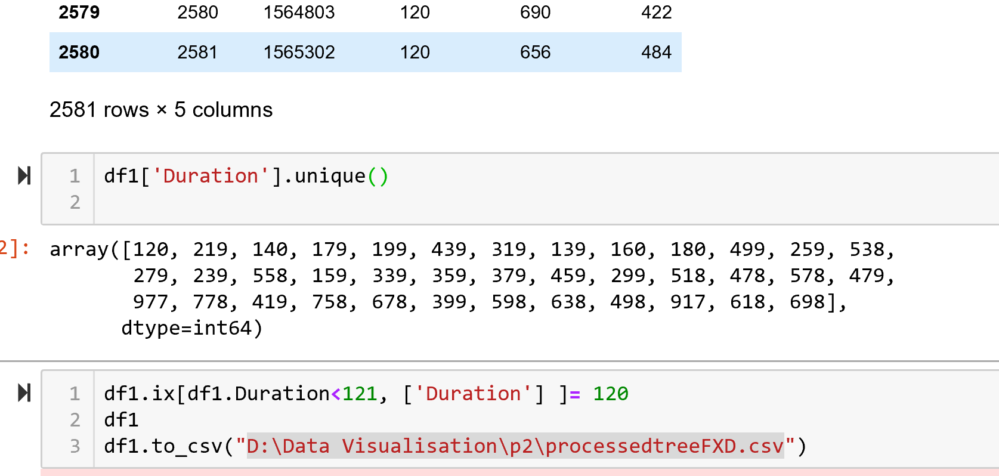 2579 2580 1564803 120 690 422
2580 2581 1565302 120 656 484
2581 rows × 5 columns
1 df1['Duration'].unique()
2
2]: array([120, 219, 140, 179, 199, 439, 319, 139, 160, 180, 499, 259, 538,
279, 239, 558, 159, 339, 359, 379, 459, 299, 518, 478, 578, 479,
977, 778, 419, 758, 678, 399, 598, 638, 498, 917, 618, 698],
dtype=int64)
1 df1.ix[df1.Duration<121, ['Duration'] ]= 120
2 df1
3 df1.to_csv("D:\Data Visualisation\p2\processedtreeFXD.csv")